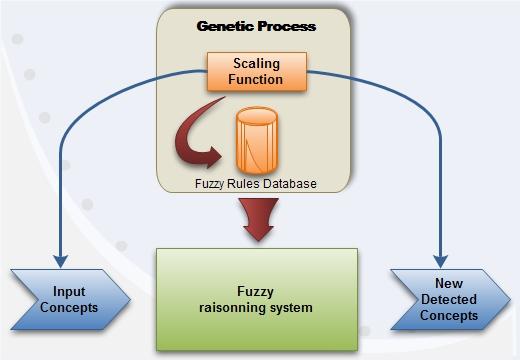 Genetic Process
Scaling
Function
Fuzzy Rules Database
Input
Concepts
Fuzzy
raisonning system
New
Detected
Concepts